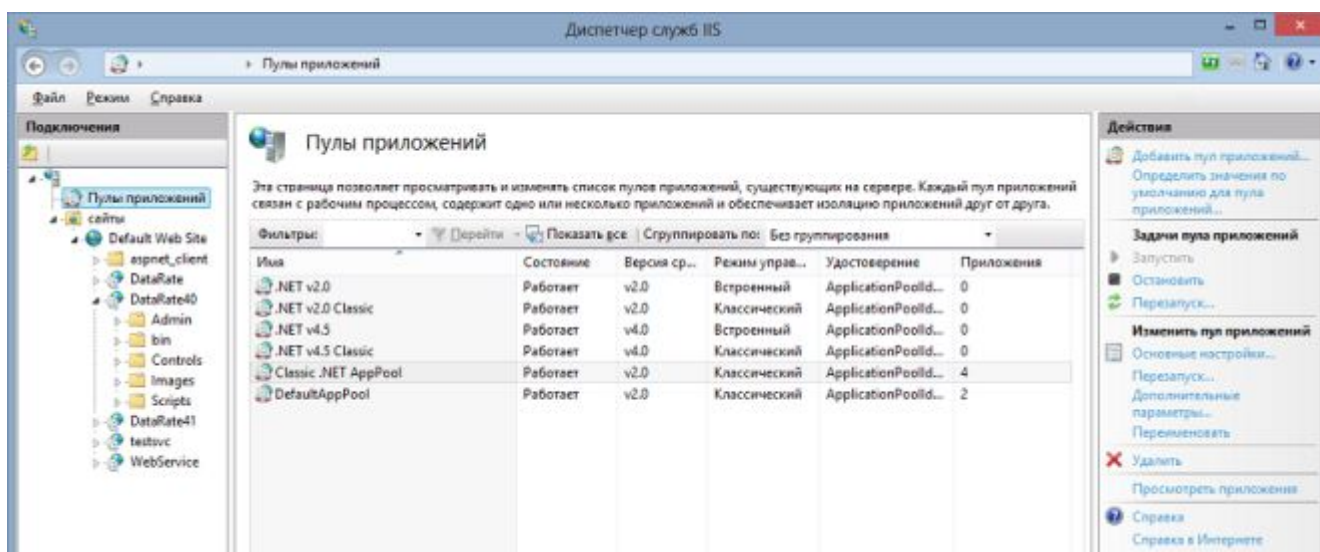 Диспетчер служб IIS
Пулы приложений
Файл Режим Справка
Подключения
Пулы приложений
сайты
Default Web Site
aspnet_client
DataRate
DataRate40
Admin
bin
Controls
Images
Scripts
DataRate41
testsvc
WebService
Пулы приложений
Эта страница позволяет просматривать и изменять список пулов приложений, существующих на сервере. Каждый пул приложений
связан с рабочим процессом, содержит одно или несколько приложений и обеспечивает изоляцию приложений друг от друга.
Фильтры: Перейти Показать все Сгруппировать по: Без группирования
Имя Состояние Версия ср... Режим управ... Удостоверение Приложения
.NET v2.0 Работает v2.0 Встроенный ApplicationPoolId... 0
.NET v2.0 Classic Работает v2.0 Классический ApplicationPoolId... 0
.NET v4.5 Работает v4.0 Встроенный ApplicationPoolId... 0
.NET v4.5 Classic Работает v4.0 Классический ApplicationPoolId... 0
Classic .NET AppPool Работает v2.0 Классический ApplicationPoolId... 4
DefaultAppPool Работает v2.0 Классический ApplicationPoolId... 2
Действия
Добавить пул приложений...
Определить значения по
умолчанию для пула
приложений...
Задачи пула приложений
Запустить
Остановить
Перезапуск...
Изменить пул приложений
Основные настройки...
Перезапуск...
Дополнительные
параметры...
Переименовать
Удалить
Просмотреть приложения
Справка
Справка в Интернете